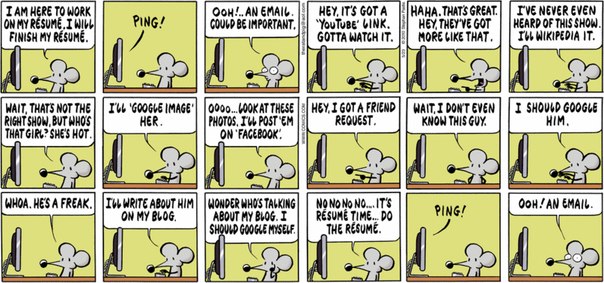 I AM HERE TO WORK
ON MY RÉSUMÉ. I WILL
FINISH MY RÉSUMÉ.
PING!
OOH!.. AN EMAIL.
COULD BE IMPORTANT.
HEY, IT'S GOT A
'YOUTUBE' LINK.
GOTTA WATCH IT.
HAHA. THAT'S GREAT.
HEY, THEY'VE GOT
MORE LIKE THAT.
I'VE NEVER EVEN
HEARD OF THIS SHOW.
I'LL WIKIPEDIA IT.
WAIT, THAT'S NOT THE
RIGHT SHOW, BUT WHO'S
THAT GIRL? SHE'S HOT.
I'LL 'GOOGLE IMAGE'
HER.
OOOO... LOOK AT THESE
PHOTOS. I'LL POST 'EM
ON 'FACEBOOK'.
HEY, I GOT A FRIEND
REQUEST.
WAIT, I DON'T EVEN
KNOW THIS GUY.
I SHOULD GOOGLE
HIM.
WHOA. HE'S A FREAK.
I'LL WRITE ABOUT HIM
ON MY BLOG.
WONDER WHO'S TALKING
ABOUT MY BLOG. I
SHOULD GOOGLE MYSELF.
NO NO NO NO.... IT'S
RÉSUMÉ TIME... DO
THE RÉSUMÉ.
PING!
OOH! AN EMAIL.
WWW.COMICS.COM